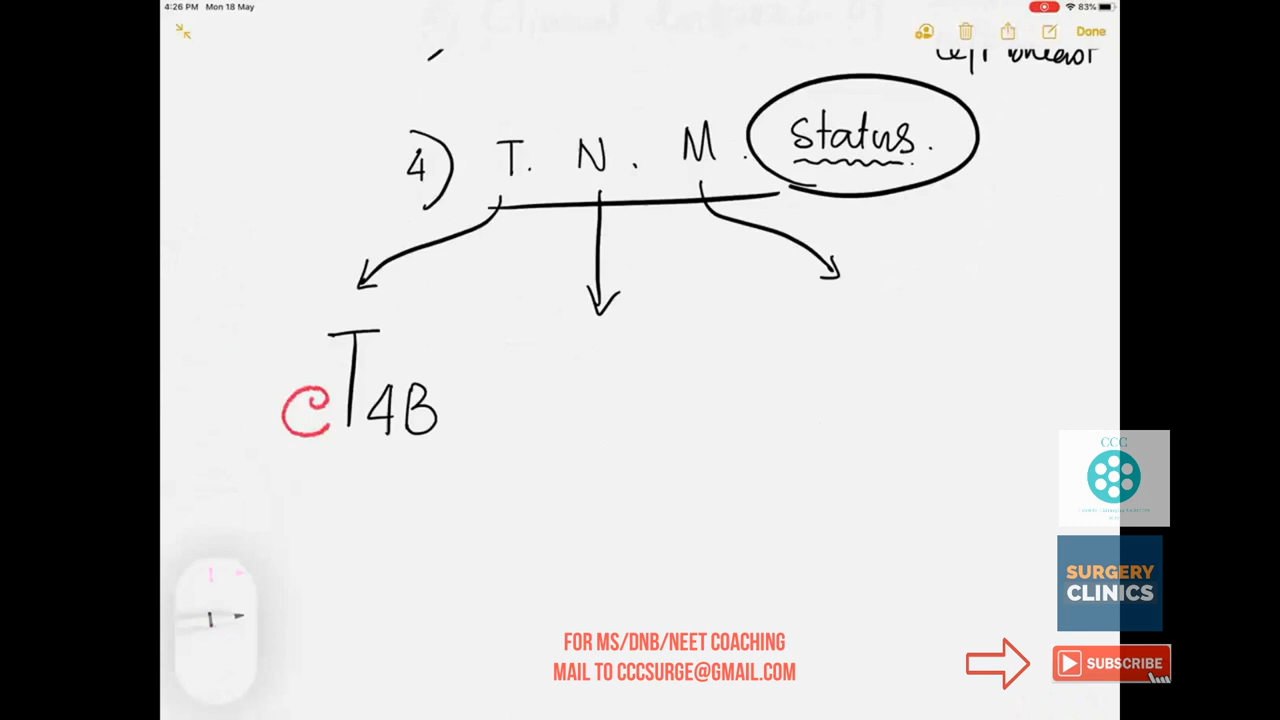 4:26 PM Mon 18 May
83%
Done
4) T. N. M. Status.
cT4B
CCC
SURGERY
CLINICS
FOR MS/DNB/NEET COACHING
MAIL TO CCCSURGE@GMAIL.COM
SUBSCRIBE